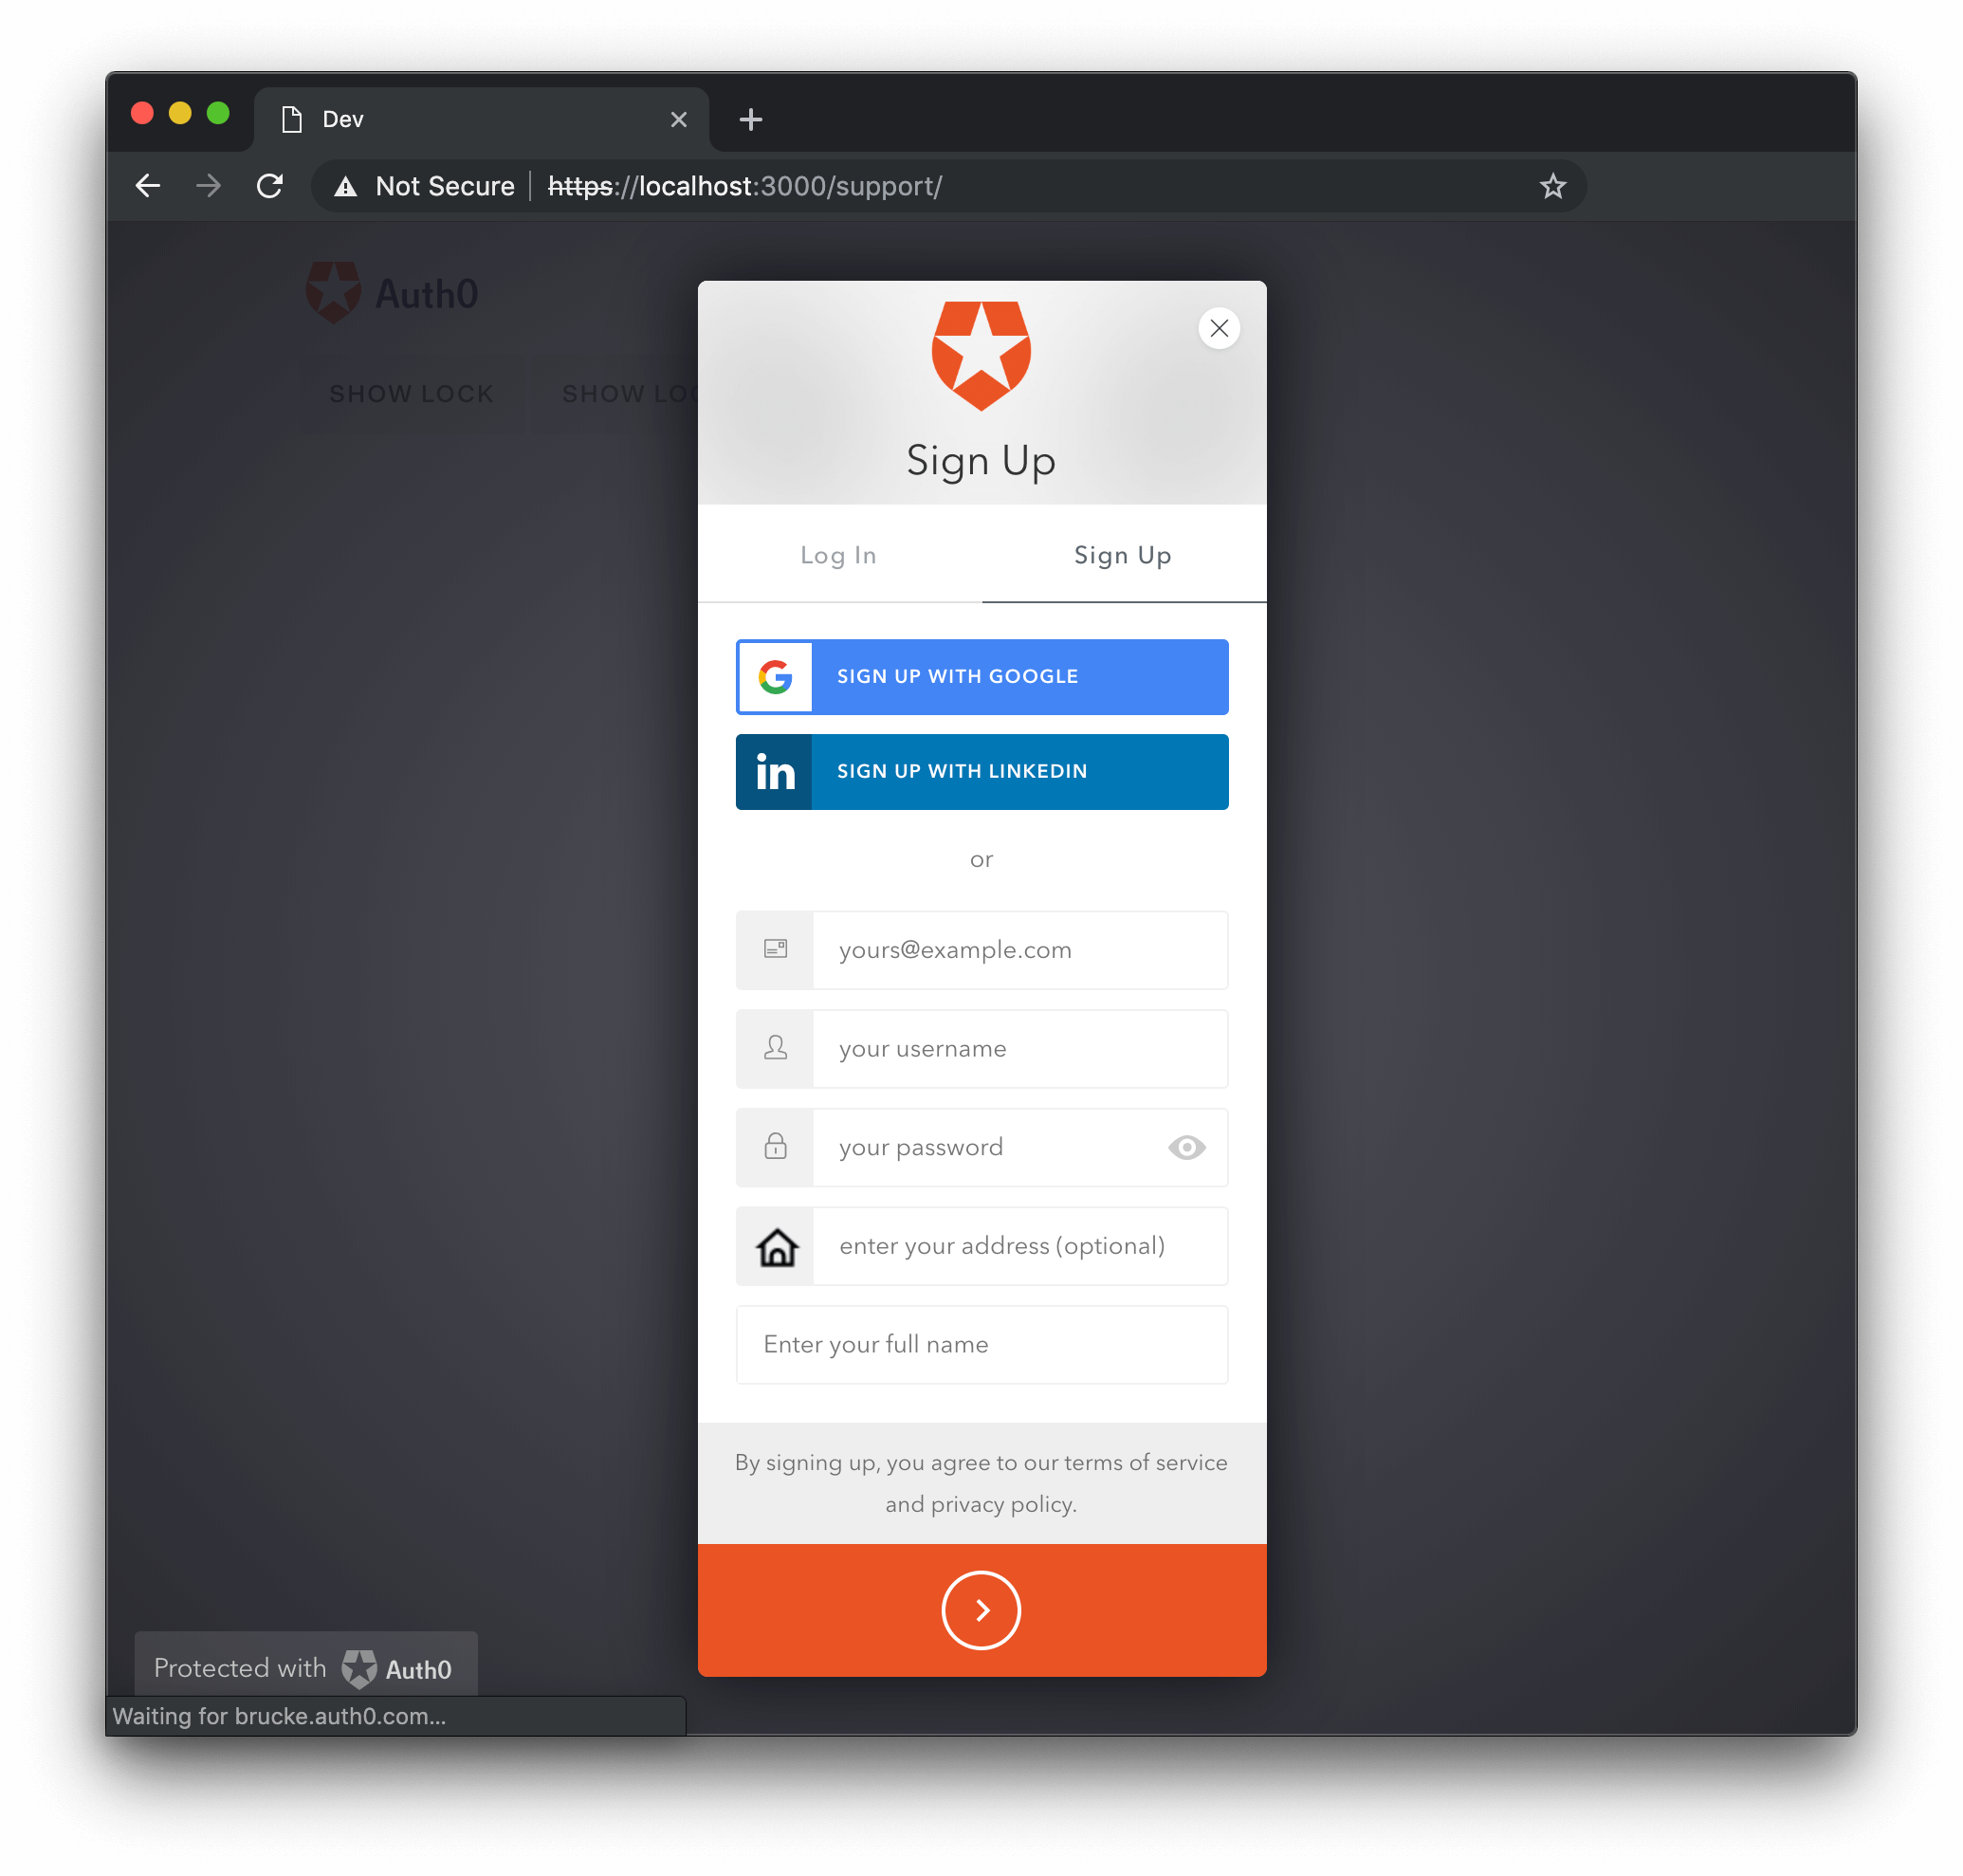 Dev
Not Secure https://localhost:3000/support/
Auth0
SHOW LOCK SHOW LOC
Sign Up
Log In Sign Up
SIGN UP WITH GOOGLE
in SIGN UP WITH LINKEDIN
or
yours@example.com
your username
your password
enter your address (optional)
Enter your full name
By signing up, you agree to our terms of service
and privacy policy.
Protected with Auth0
Waiting for brucke.auth0.com...